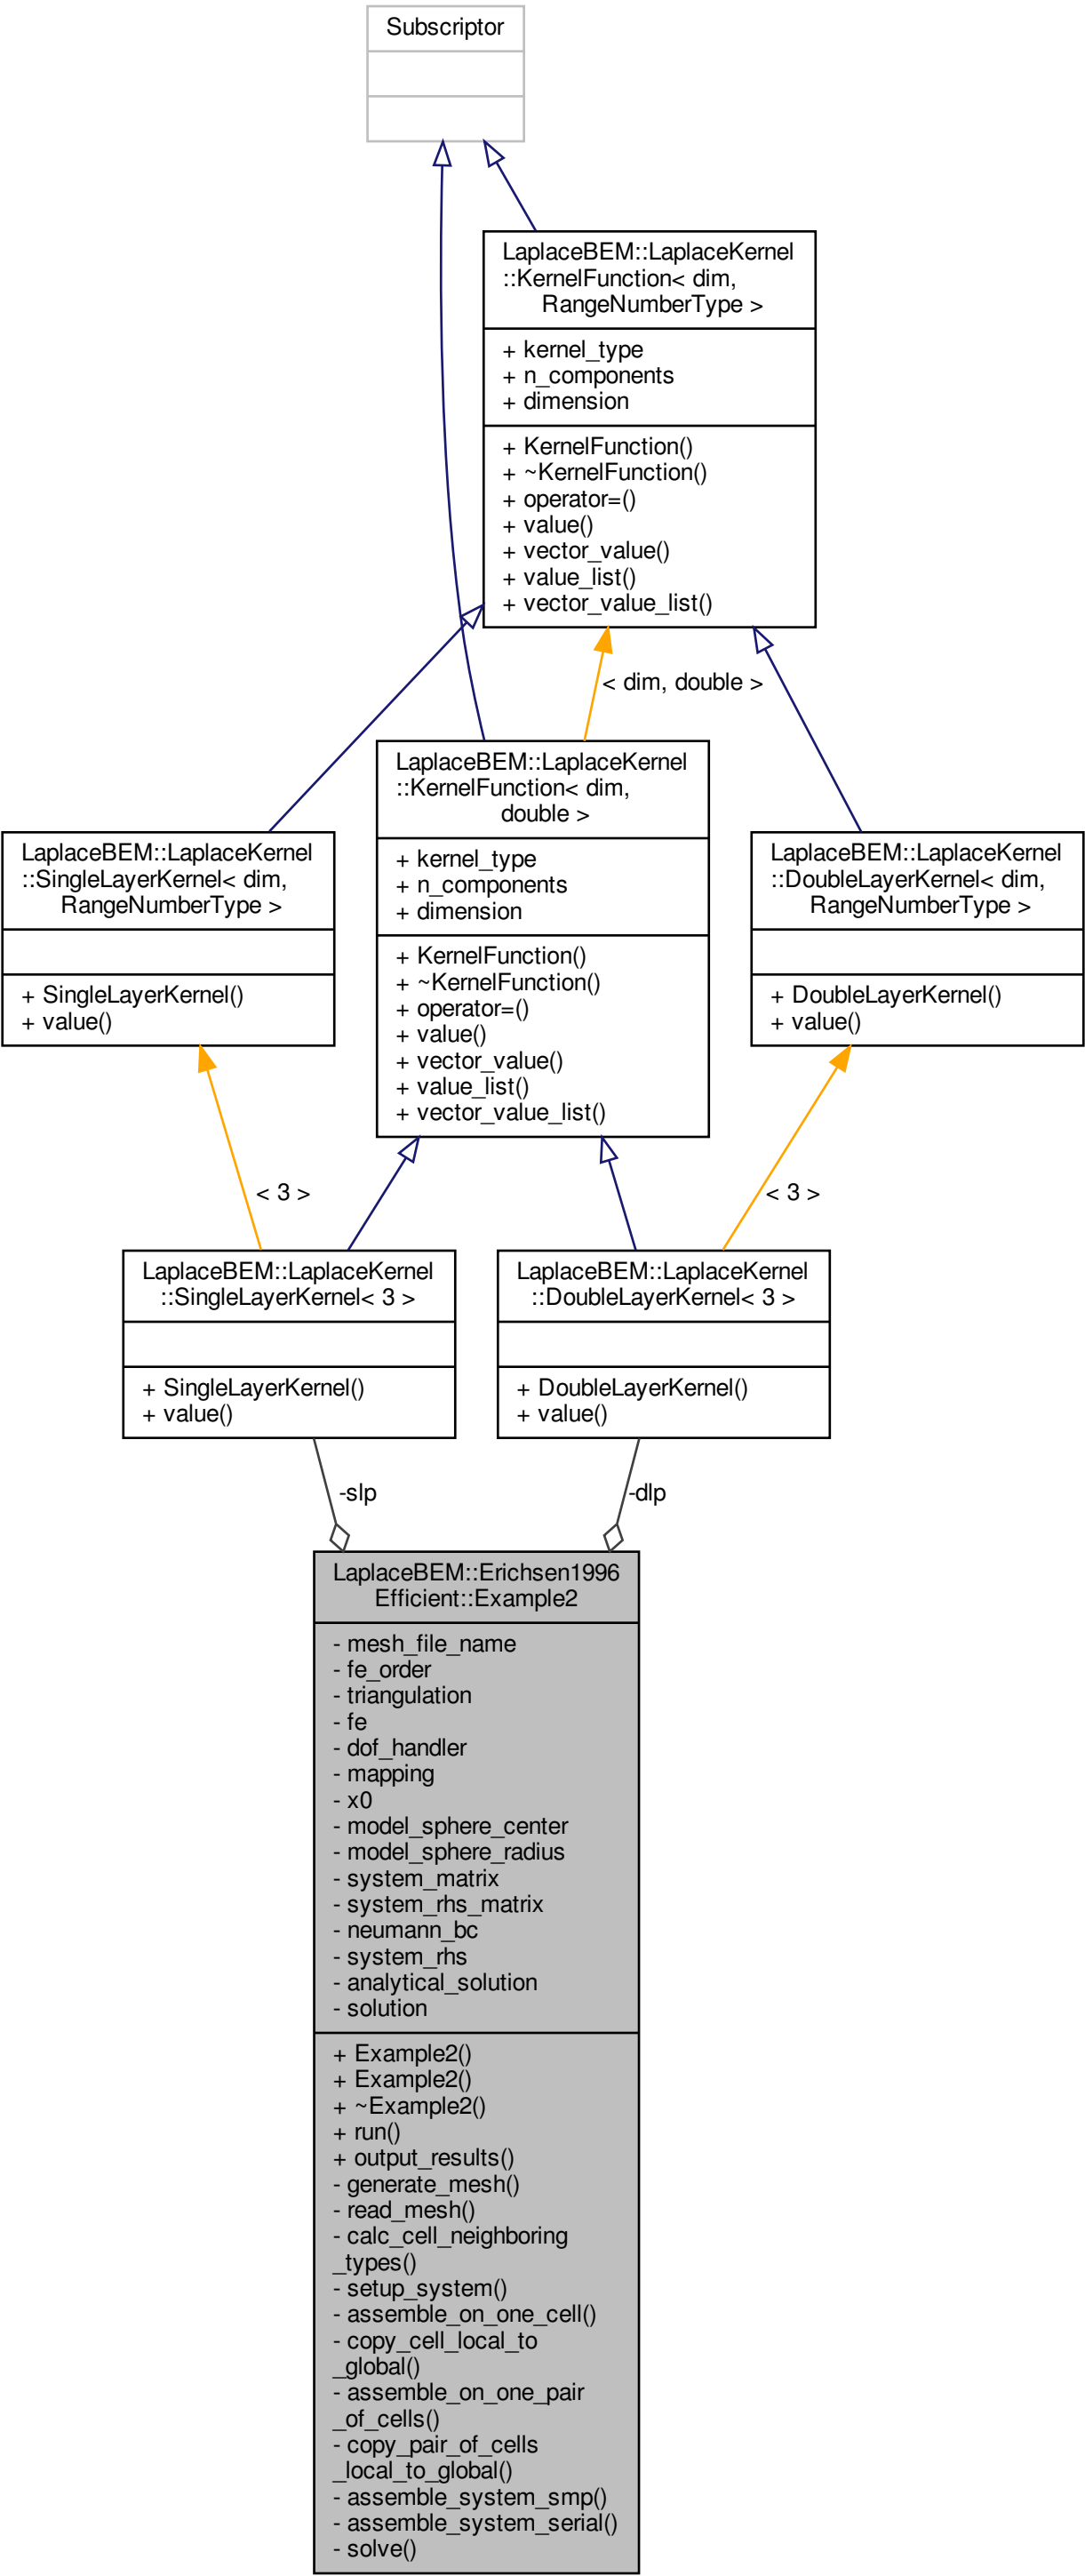 Subscriptor
LaplaceBEM::LaplaceKernel
::KernelFunction< dim,
RangeNumberType >
+ kernel_type
+ n_components
+ dimension
+ KernelFunction()
+ ~KernelFunction()
+ operator=()
+ value()
+ vector_value()
+ value_list()
+ vector_value_list()
< dim, double >
LaplaceBEM::LaplaceKernel
::KernelFunction< dim,
double >
+ kernel_type
+ n_components
+ dimension
+ KernelFunction()
+ ~KernelFunction()
+ operator=()
+ value()
+ vector_value()
+ value_list()
+ vector_value_list()
LaplaceBEM::LaplaceKernel
::SingleLayerKernel< dim,
RangeNumberType >
+ SingleLayerKernel()
+ value()
LaplaceBEM::LaplaceKernel
::DoubleLayerKernel< dim,
RangeNumberType >
+ DoubleLayerKernel()
+ value()
< 3 >
< 3 >
LaplaceBEM::LaplaceKernel
::SingleLayerKernel< 3 >
+ SingleLayerKernel()
+ value()
LaplaceBEM::LaplaceKernel
::DoubleLayerKernel< 3 >
+ DoubleLayerKernel()
+ value()
-slp
-dlp
LaplaceBEM::Erichsen1996
Efficient::Example2
- mesh_file_name
- fe_order
- triangulation
- fe
- dof_handler
- mapping
- x0
- model_sphere_center
- model_sphere_radius
- system_matrix
- system_rhs_matrix
- neumann_bc
- system_rhs
- analytical_solution
- solution
+ Example2()
+ Example2()
+ ~Example2()
+ run()
+ output_results()
- generate_mesh()
- read_mesh()
- calc_cell_neighboring
_types()
- setup_system()
- assemble_on_one_cell()
- copy_cell_local_to
_global()
- assemble_on_one_pair
_of_cells()
- copy_pair_of_cells
_local_to_global()
- assemble_system_smp()
- assemble_system_serial()
- solve()